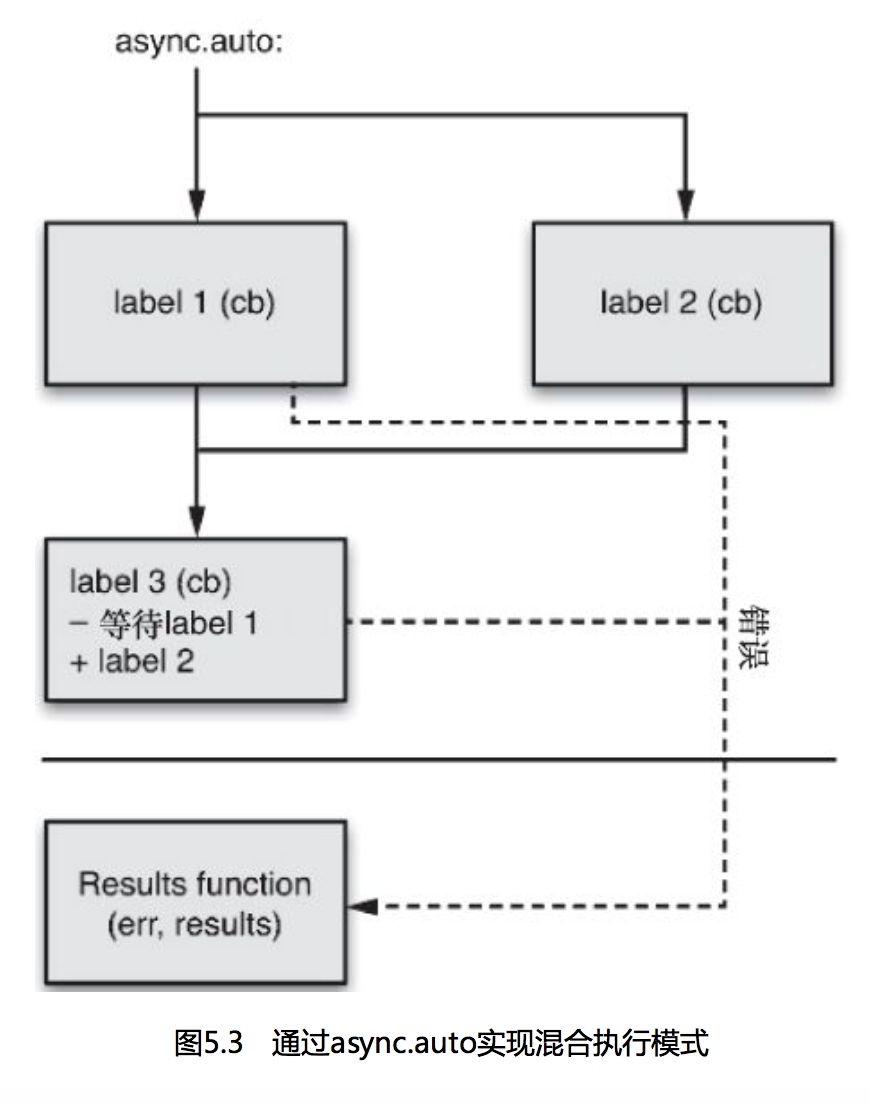 async.auto:
label 1 (cb)
label 2 (cb)
label 3 (cb)
– 等待label 1
+ label 2
错误
Results function
(err, results)
图5.3 通过async.auto实现混合执行模式